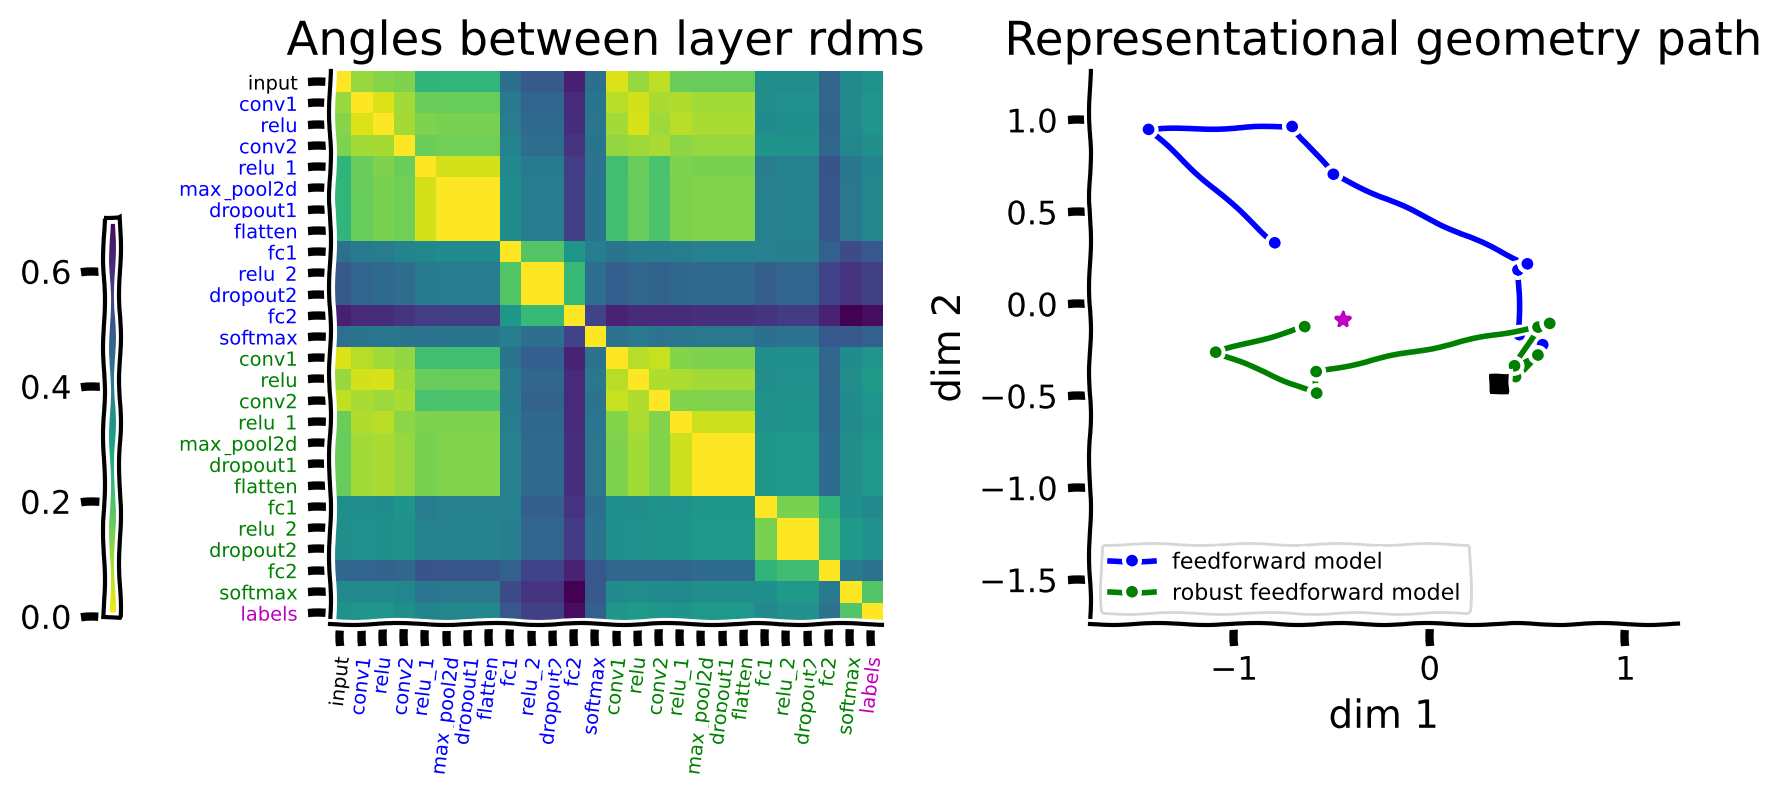 Angles between layer rdms
0.6
0.4
0.2
0.0
input
conv1
relu
conv2
relu_1
max_pool2d
dropout1
flatten
fc1
relu_2
dropout2
fc2
softmax
conv1
relu
conv2
relu_1
max_pool2d
dropout1
flatten
fc1
relu_2
dropout2
fc2
softmax
labels
input
conv1
relu
conv2
relu_1
max_pool2d
dropout1
flatten
fc1
relu_2
dropout2
fc2
softmax
conv1
relu
conv2
relu_1
max_pool2d
dropout1
flatten
fc1
relu_2
dropout2
fc2
softmax
labels
Representational geometry path
dim 2
1.0
0.5
0.0
−0.5
−1.0
−1.5
feedforward model
robust feedforward model
−1
0
1
dim 1